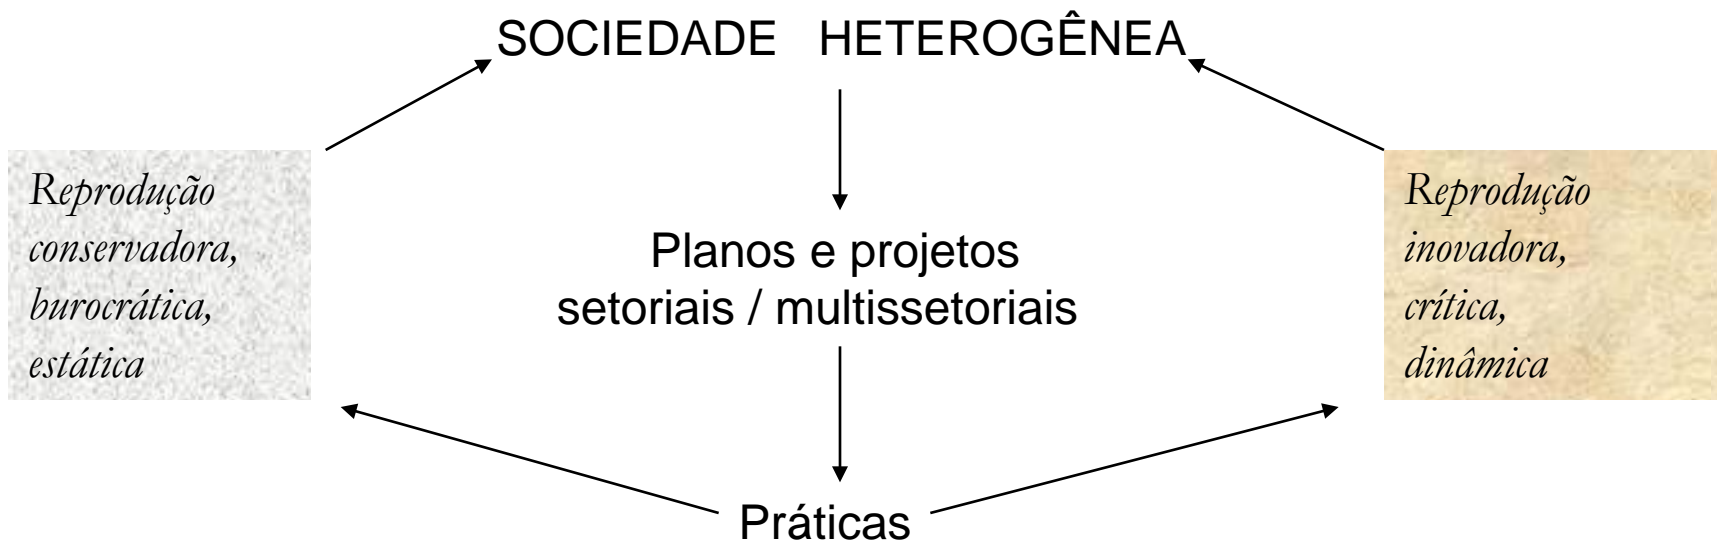 SOCIEDADE HETEROGÊNEA
Reprodução
conservadora,
burocrática,
estática
Planos e projetos
setoriais / multissetoriais
Reprodução
inovadora,
crítica,
dinâmica
Práticas